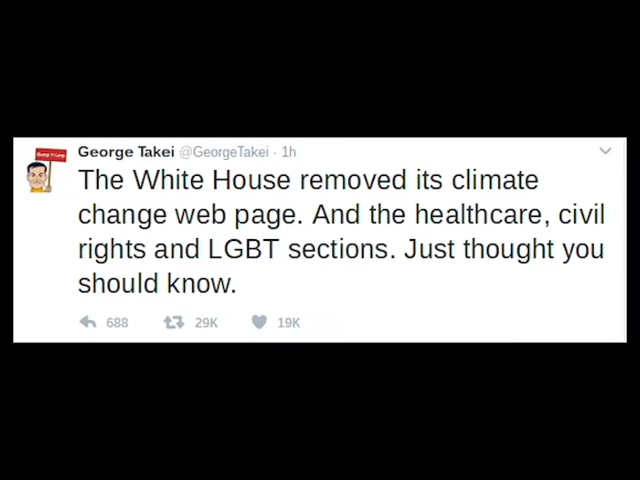 George Takei @GeorgeTakei · 1h
The White House removed its climate
change web page. And the healthcare, civil
rights and LGBT sections. Just thought you
should know.
688 29K 19K